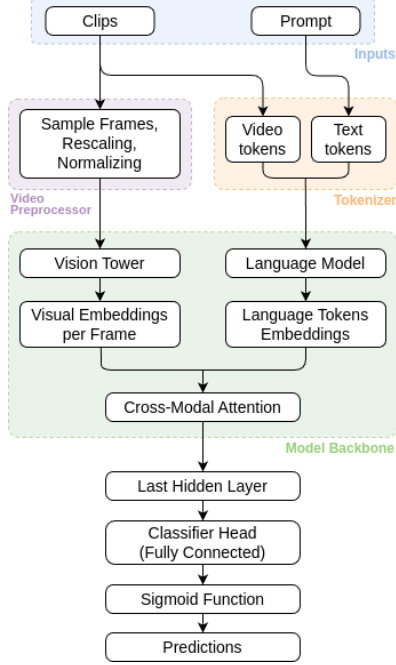 Clips
Prompt
Inputs
Sample Frames,
Rescaling,
Normalizing
Video
tokens
Text
tokens
Video
Preprocessor
Tokenizer
Vision Tower
Language Model
Visual Embeddings
per Frame
Language Tokens
Embeddings
Cross-Modal Attention
Model Backbone
Last Hidden Layer
Classifier Head
(Fully Connected)
Sigmoid Function
Predictions